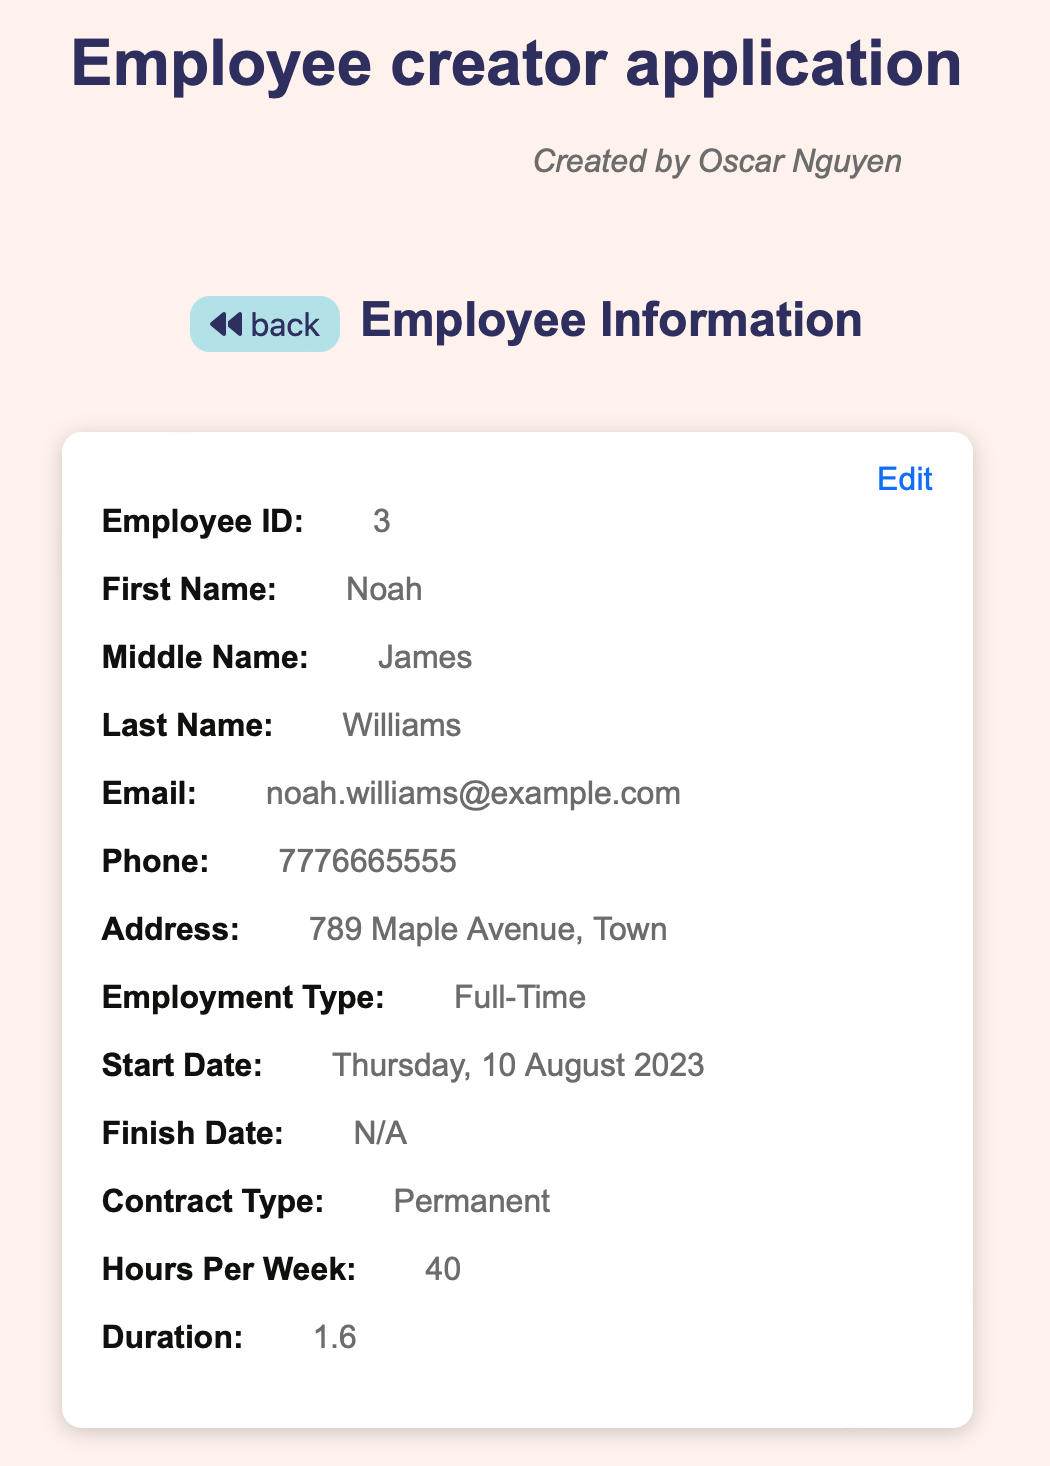 Employee creator application
Created by Oscar Nguyen
back Employee Information
Edit
Employee ID: 3
First Name: Noah
Middle Name: James
Last Name: Williams
Email: noah.williams@example.com
Phone: 7776665555
Address: 789 Maple Avenue, Town
Employment Type: Full-Time
Start Date: Thursday, 10 August 2023
Finish Date: N/A
Contract Type: Permanent
Hours Per Week: 40
Duration: 1.6